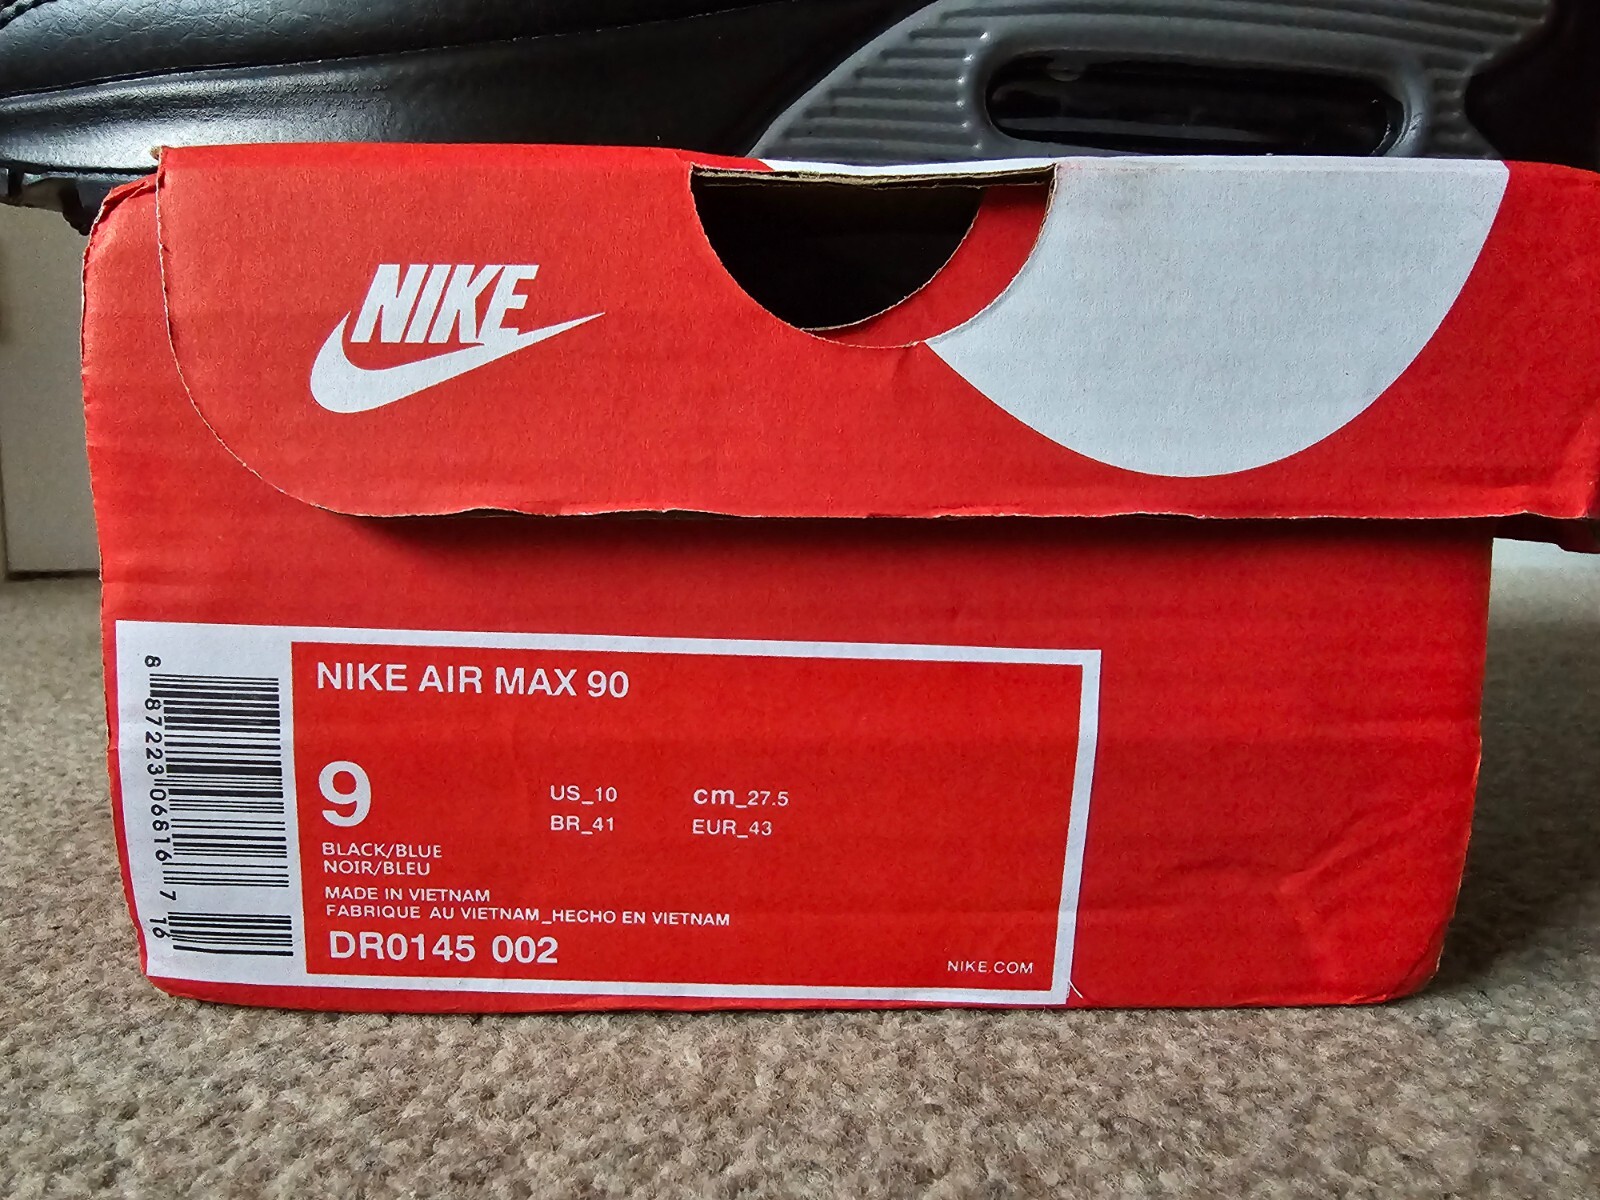 NIKE
NIKE AIR MAX 90
9
US_10
cm_27.5
BR_41
EUR_43
BLACK/BLUE
NOIR/BLEU
MADE IN VIETNAM
FABRIQUE AU VIETNAM_HECHO EN VIETNAM
DR0145 002
NIKE.COM
8 87223 06816 7 16